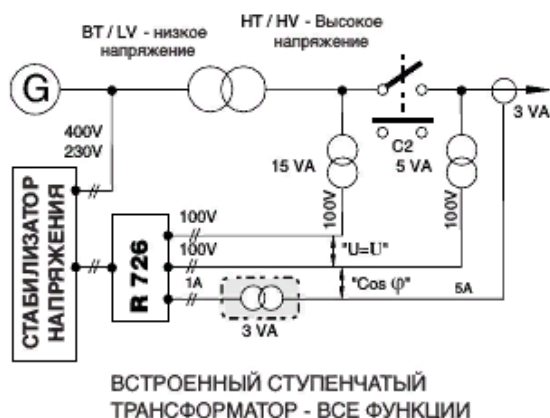 BT / LV - низкое
напряжение
HT / HV - Высокое
напряжение
G
3 VA
400V
230V
C2
15 VA
5 VA
100V
100V
СТАБИЛИЗАТОР
НАПРЯЖЕНИЯ
R 726
100V
100V
1A
"U=U"
"Cos φ"
5A
3 VA
ВСТРОЕННЫЙ СТУПЕНЧАТЫЙ
ТРАНСФОРМАТОР - ВСЕ ФУНКЦИИ